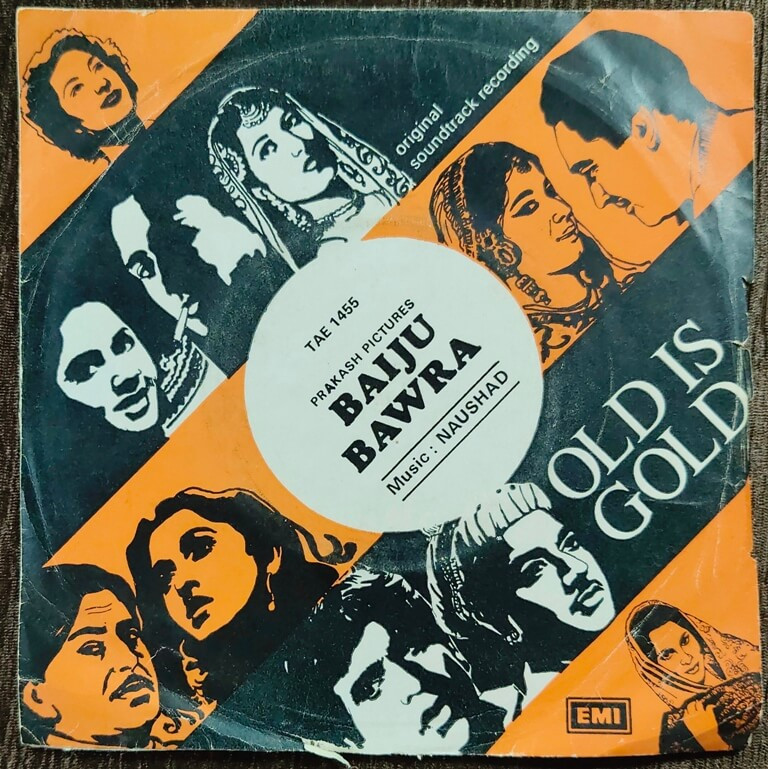 original
soundtrack recording
TAE 1455
PRAKASH PICTURES
BAIJU
BAWRA
Music : NAUSHAD
OLD IS
GOLD
EMI